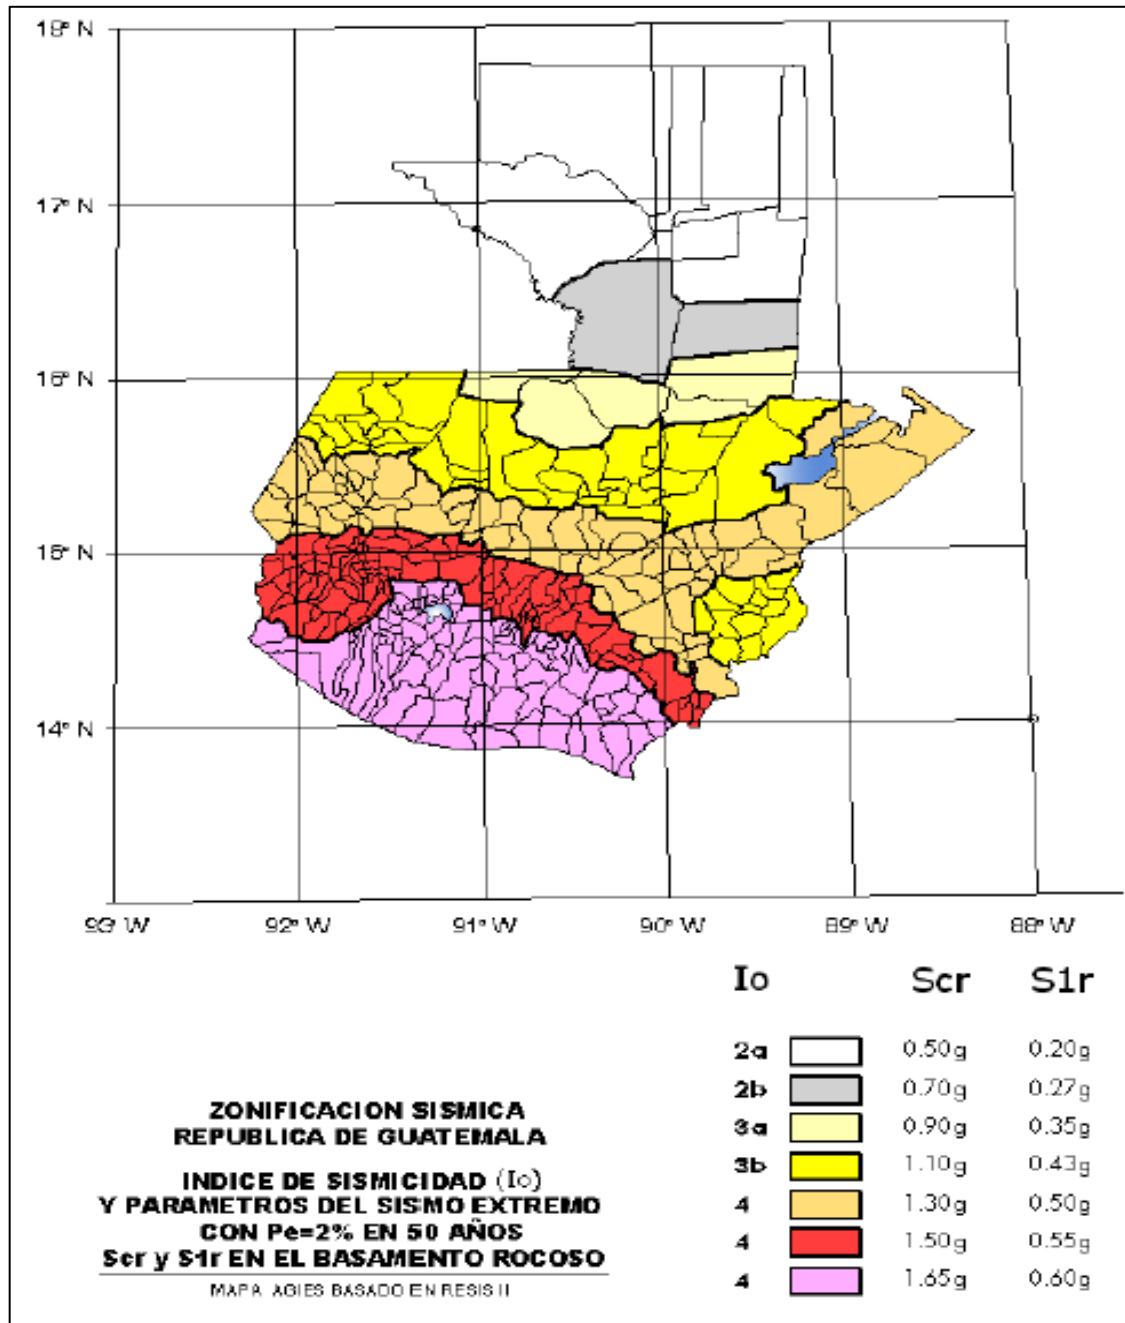 18° N
17° N
16° N
15° N
14° N
93° W 92° W 91° W 90° W 89° W 88° W
Io Scr S1r
2a 0.50g 0.20g
2b 0.70g 0.27g
3a 0.90g 0.35g
3b 1.10g 0.43g
4 1.30g 0.50g
4 1.50g 0.55g
4 1.65g 0.60g
ZONIFICACION SISMICA
REPUBLICA DE GUATEMALA
INDICE DE SISMICIDAD (Io)
Y PARAMETROS DEL SISMO EXTREMO
CON Pe=2% EN 50 AÑOS
Scr y S1r EN EL BASAMENTO ROCOSO
MAPA AGIES BASADO EN RESIS II